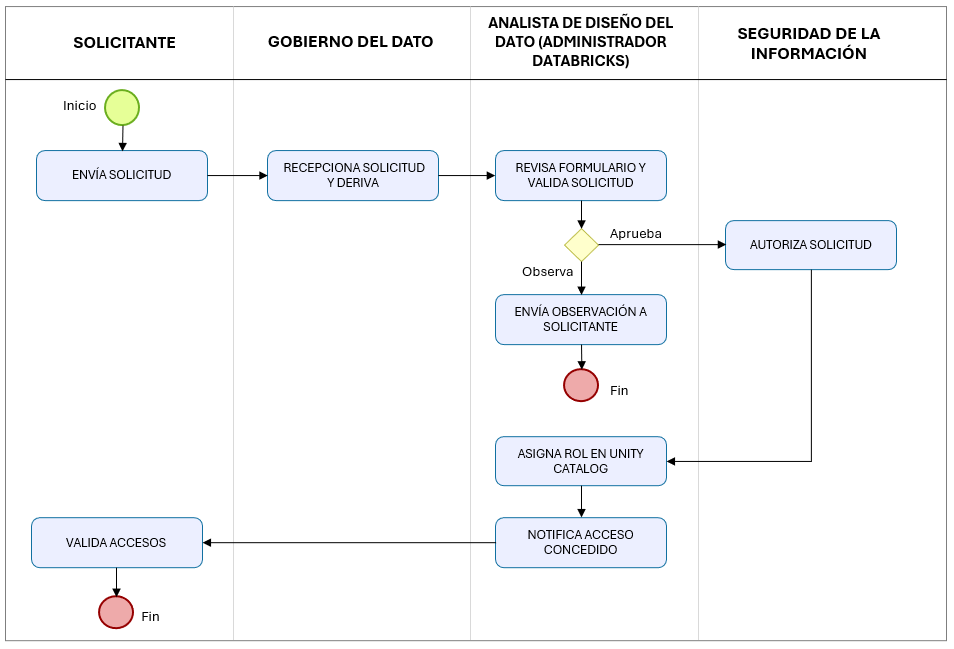 SOLICITANTE
GOBIERNO DEL DATO
ANALISTA DE DISEÑO DEL
DATO (ADMINISTRADOR
DATABRICKS)
SEGURIDAD DE LA
INFORMACIÓN
Inicio
ENVÍA SOLICITUD
RECEPCIONA SOLICITUD
Y DERIVA
REVISA FORMULARIO Y
VALIDA SOLICITUD
Aprueba
AUTORIZA SOLICITUD
Observa
ENVÍA OBSERVACIÓN A
SOLICITANTE
Fin
ASIGNA ROL EN UNITY
CATALOG
NOTIFICA ACCESO
CONCEDIDO
VALIDA ACCESOS
Fin